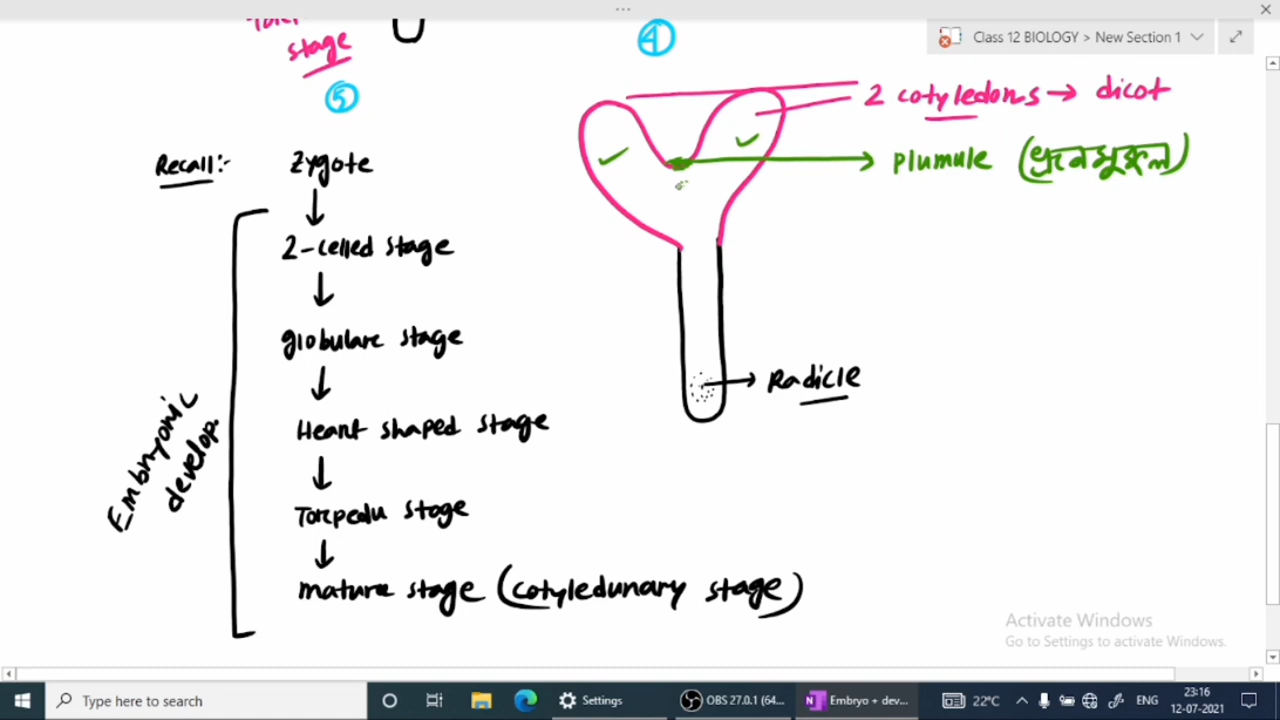 ...
stage
④
Class 12 BIOLOGY > New Section 1
⑤
2 cotyledons → dicot
Recall:-
Zygote
Plumule
2-celled stage
globular stage
Radicle
Heart shaped stage
Embryonic
develop.
Torpedu stage
mature stage (cotyledunary stage)
Activate Windows
Go to Settings to activate Windows.
Type here to search
Settings
OBS 27.0.1 (64...
Embryo + dev...
22°C
ENG
23:16
12-07-2021